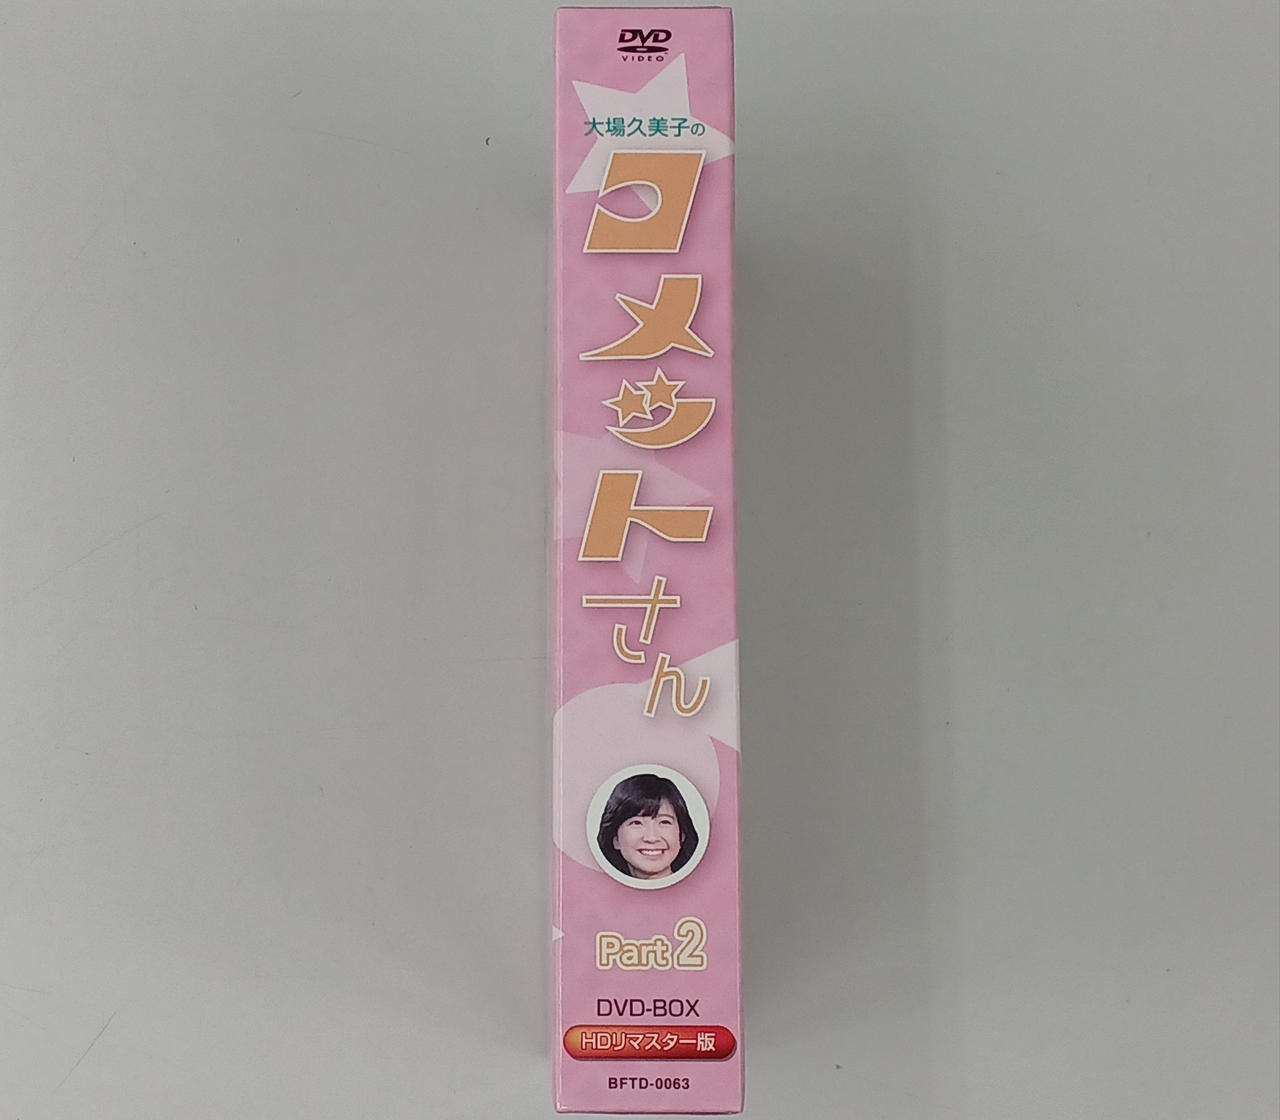 DVD
VIDEO
大場久美子の
コメットさん
Part 2
DVD-BOX
HDリマスター版
BFTD-0063